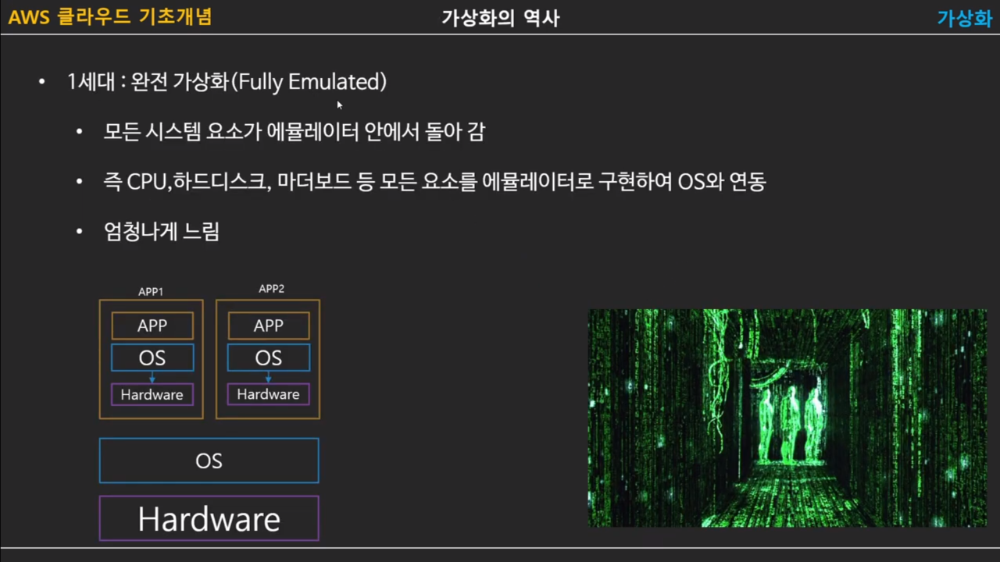 AWS 클라우드 기초개념
가상화의 역사
가상화
• 1세대 : 완전 가상화(Fully Emulated)
• 모든 시스템 요소가 에뮬레이터 안에서 돌아 감
• 즉 CPU,하드디스크, 마더보드 등 모든 요소를 에뮬레이터로 구현하여 OS와 연동
• 엄청나게 느림
APP1
APP
OS
Hardware
APP2
APP
OS
Hardware
OS
Hardware